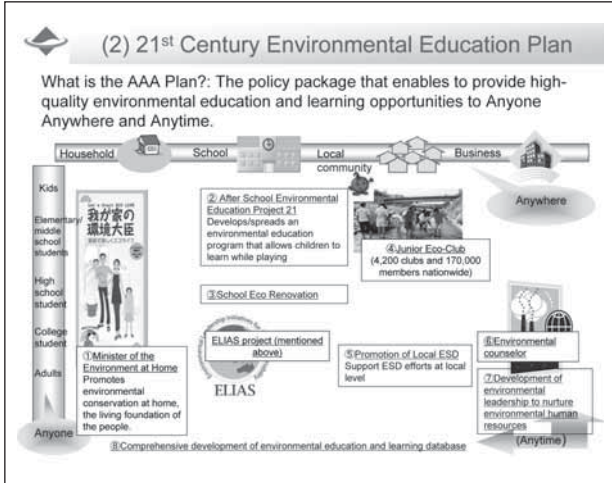 (2) 21st Century Environmental Education Plan
What is the AAA Plan?: The policy package that enables to provide high-
quality environmental education and learning opportunities to Anyone
Anywhere and Anytime.
Household
School
Local
community
Business
Anywhere
Kids
Elementary/
middle
school
students
High
school
student
College
student
Adults
Anyone
我が家の
環境大臣
①Minister of the
Environment at Home
Promotes
environmental
conservation at home,
the living foundation of
the people.
② After School Environmental
Education Project 21
Develops/spreads an
environmental education
program that allows children to
learn while playing
③School Eco Renovation
ELIAS project (mentioned
above)
ELIAS
④Junior Eco-Club
(4,200 clubs and 170,000
members nationwide)
⑤Promotion of Local ESD
Support ESD efforts at local
level
⑥Environmental
counselor
⑦Development of
environmental
leadership to nurture
environmental human
resources
(Anytime)
⑧Comprehensive development of environmental education and learning database